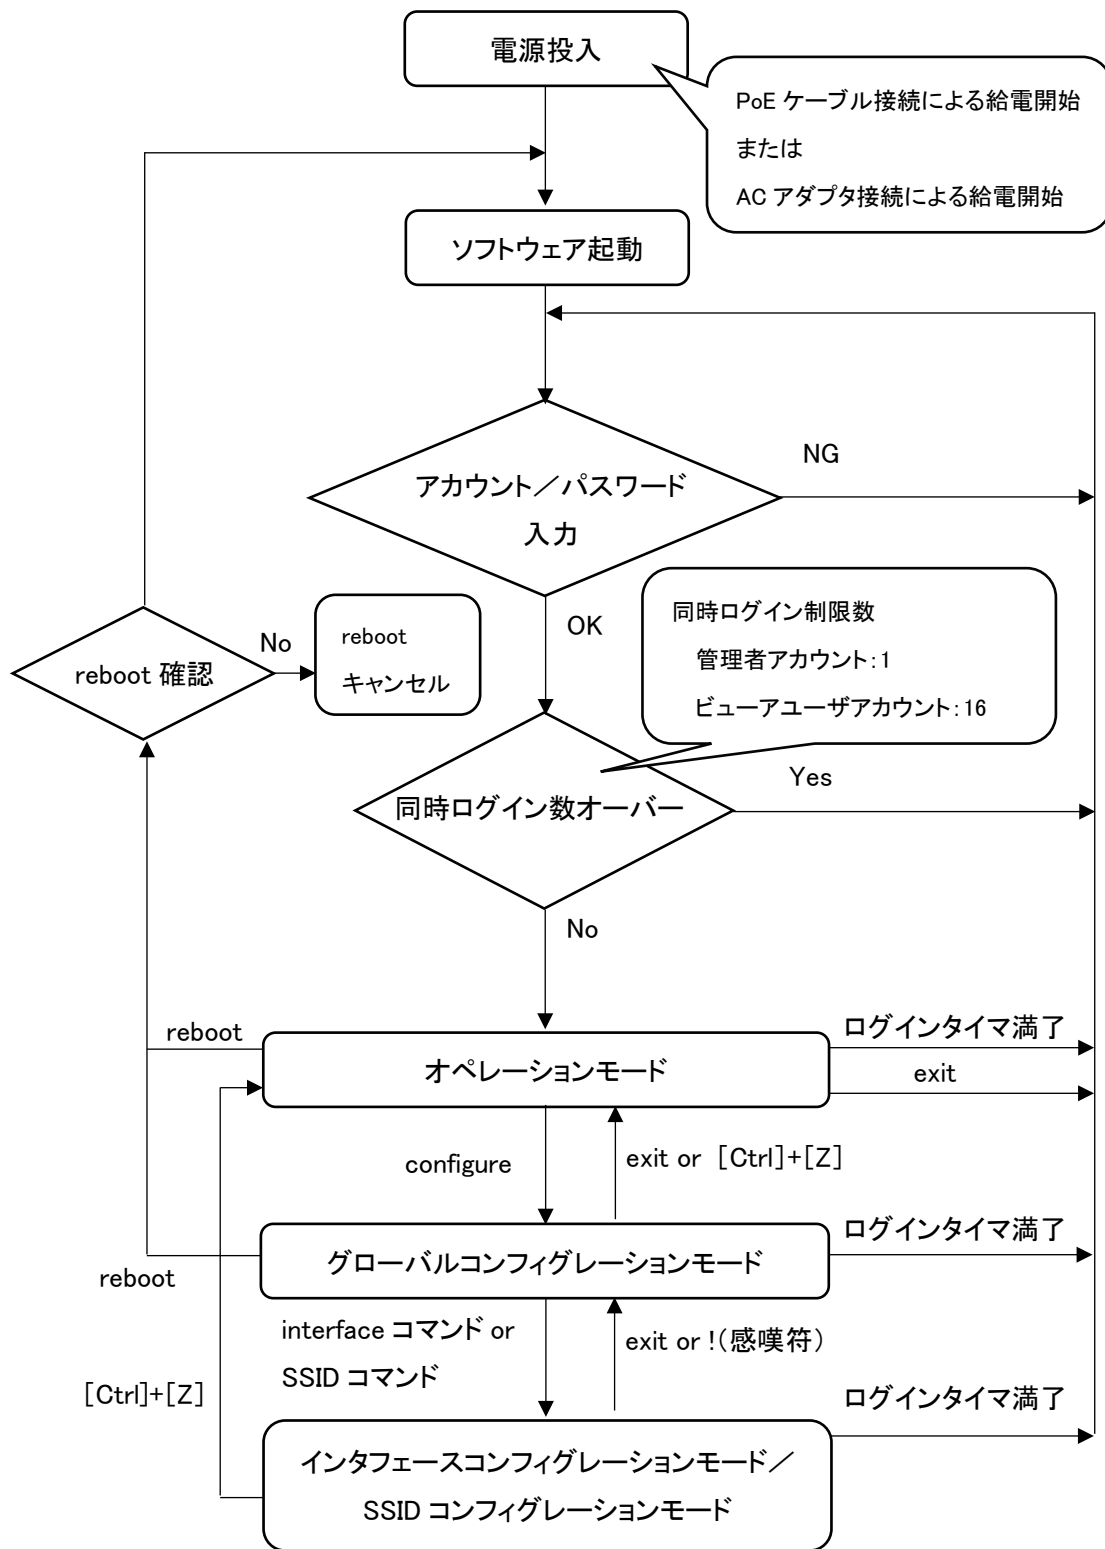 電源投入
PoE ケーブル接続による給電開始
または
AC アダプタ接続による給電開始
ソフトウェア起動
NG
アカウント／パスワード
入力
OK
同時ログイン制限数
管理者アカウント：1
ビューアユーザアカウント：16
No
reboot
キャンセル
reboot 確認
Yes
同時ログイン数オーバー
No
reboot
ログインタイマ満了
オペレーションモード
exit
configure
exit or [Ctrl]+[Z]
ログインタイマ満了
グローバルコンフィグレーションモード
reboot
interface コマンド or
SSID コマンド
exit or !(感嘆符)
[Ctrl]+[Z]
ログインタイマ満了
インタフェースコンフィグレーションモード／
SSID コンフィグレーションモード